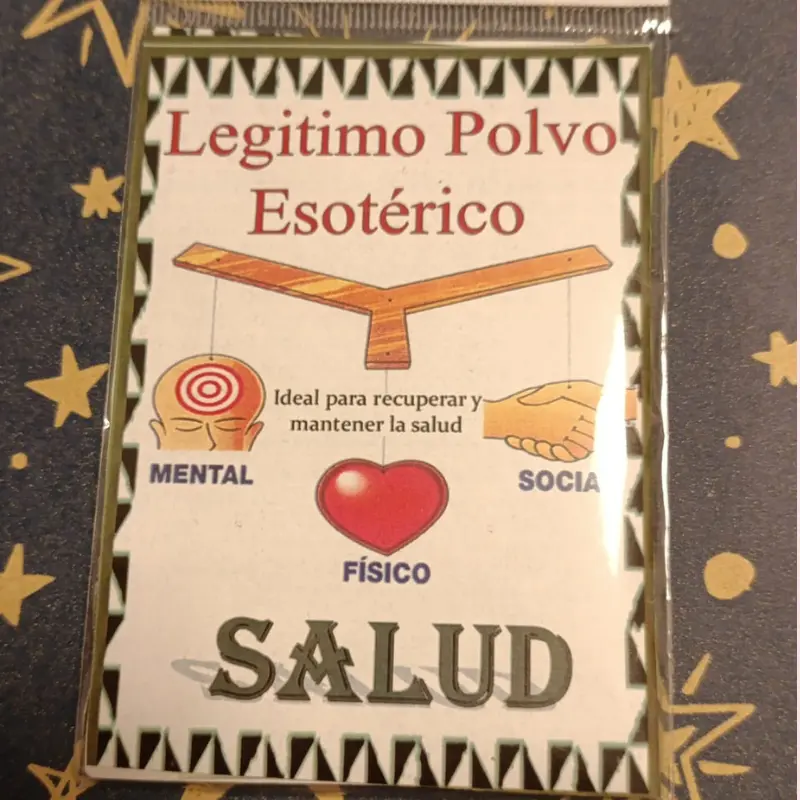 Legitimo Polvo
Esotérico
Ideal para recuperar y
mantener la salud
MENTAL
SOCIA
FÍSICO
SALUD